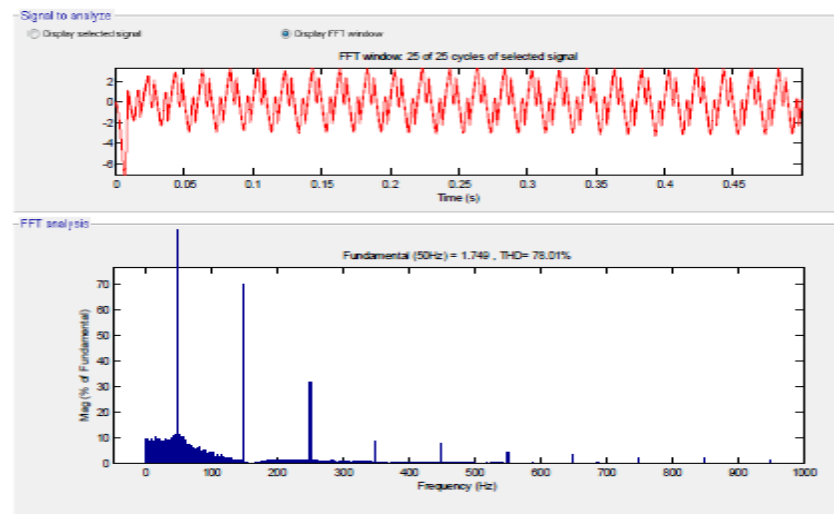 Signal to analyze
Display selected signal Display FFT window
FFT window: 25 of 25 cycles of selected signal
2
0
-2
-4
-6
0 0.05 0.1 0.15 0.2 0.25 0.3 0.35 0.4 0.45
Time (s)
FFT analysis
Fundamental (50Hz) = 1.749 , THD= 78.01%
Mag (% of Fundamental)
70
60
50
40
30
20
10
0
0 100 200 300 400 500 600 700 800 900 1000
Frequency (Hz)